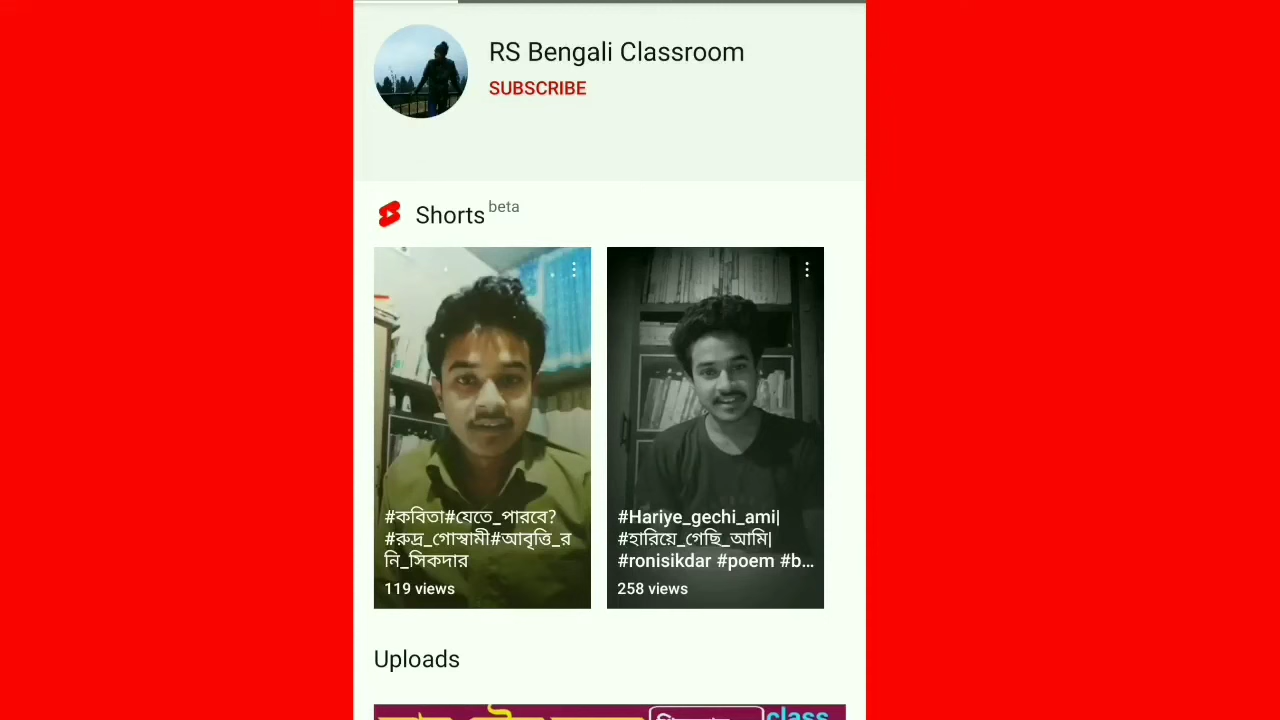 RS Bengali Classroom
SUBSCRIBE
Shorts beta
#কবিতা#যেতে_পারবে?
#রুদ্র_গোস্বামী#আবৃত্তি_র
নি_সিকদার
119 views
#Hariye_gechi_ami|
#হারিয়ে_গেছি_আমি|
#ronisikdar #poem #b...
258 views
Uploads
class